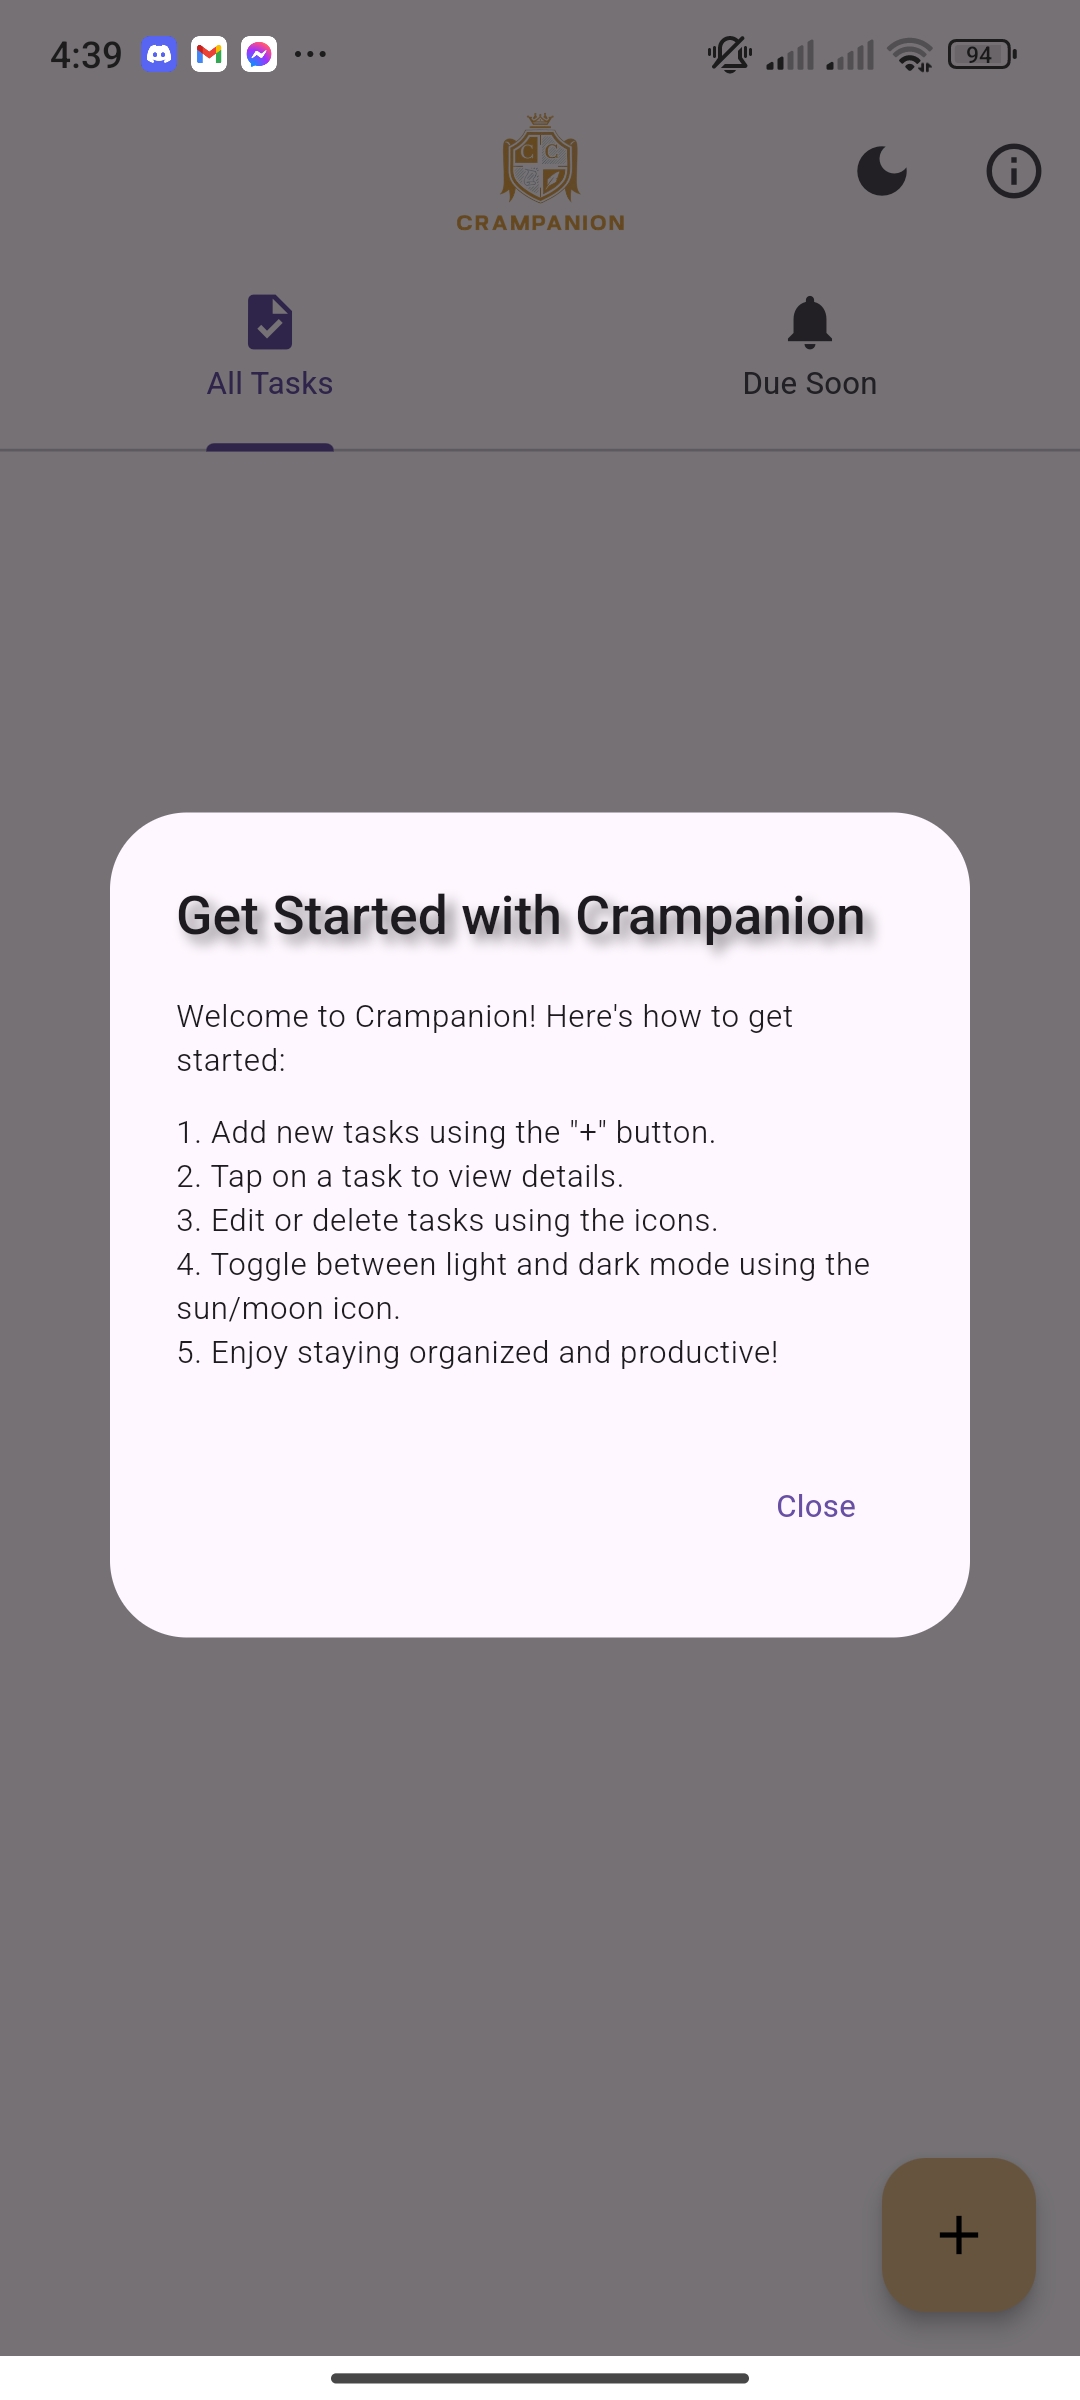 4:39
94
C C
CRAMPANION
All Tasks
Due Soon
Get Started with Crampanion
Welcome to Crampanion! Here's how to get
started:
1. Add new tasks using the "+" button.
2. Tap on a task to view details.
3. Edit or delete tasks using the icons.
4. Toggle between light and dark mode using the
sun/moon icon.
5. Enjoy staying organized and productive!
Close